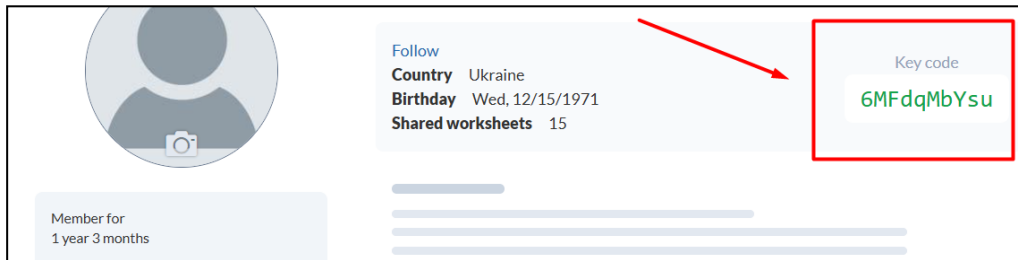 Follow
Country Ukraine
Birthday Wed, 12/15/1971
Shared worksheets 15
Key code
6MFdqMbYsu
Member for
1 year 3 months